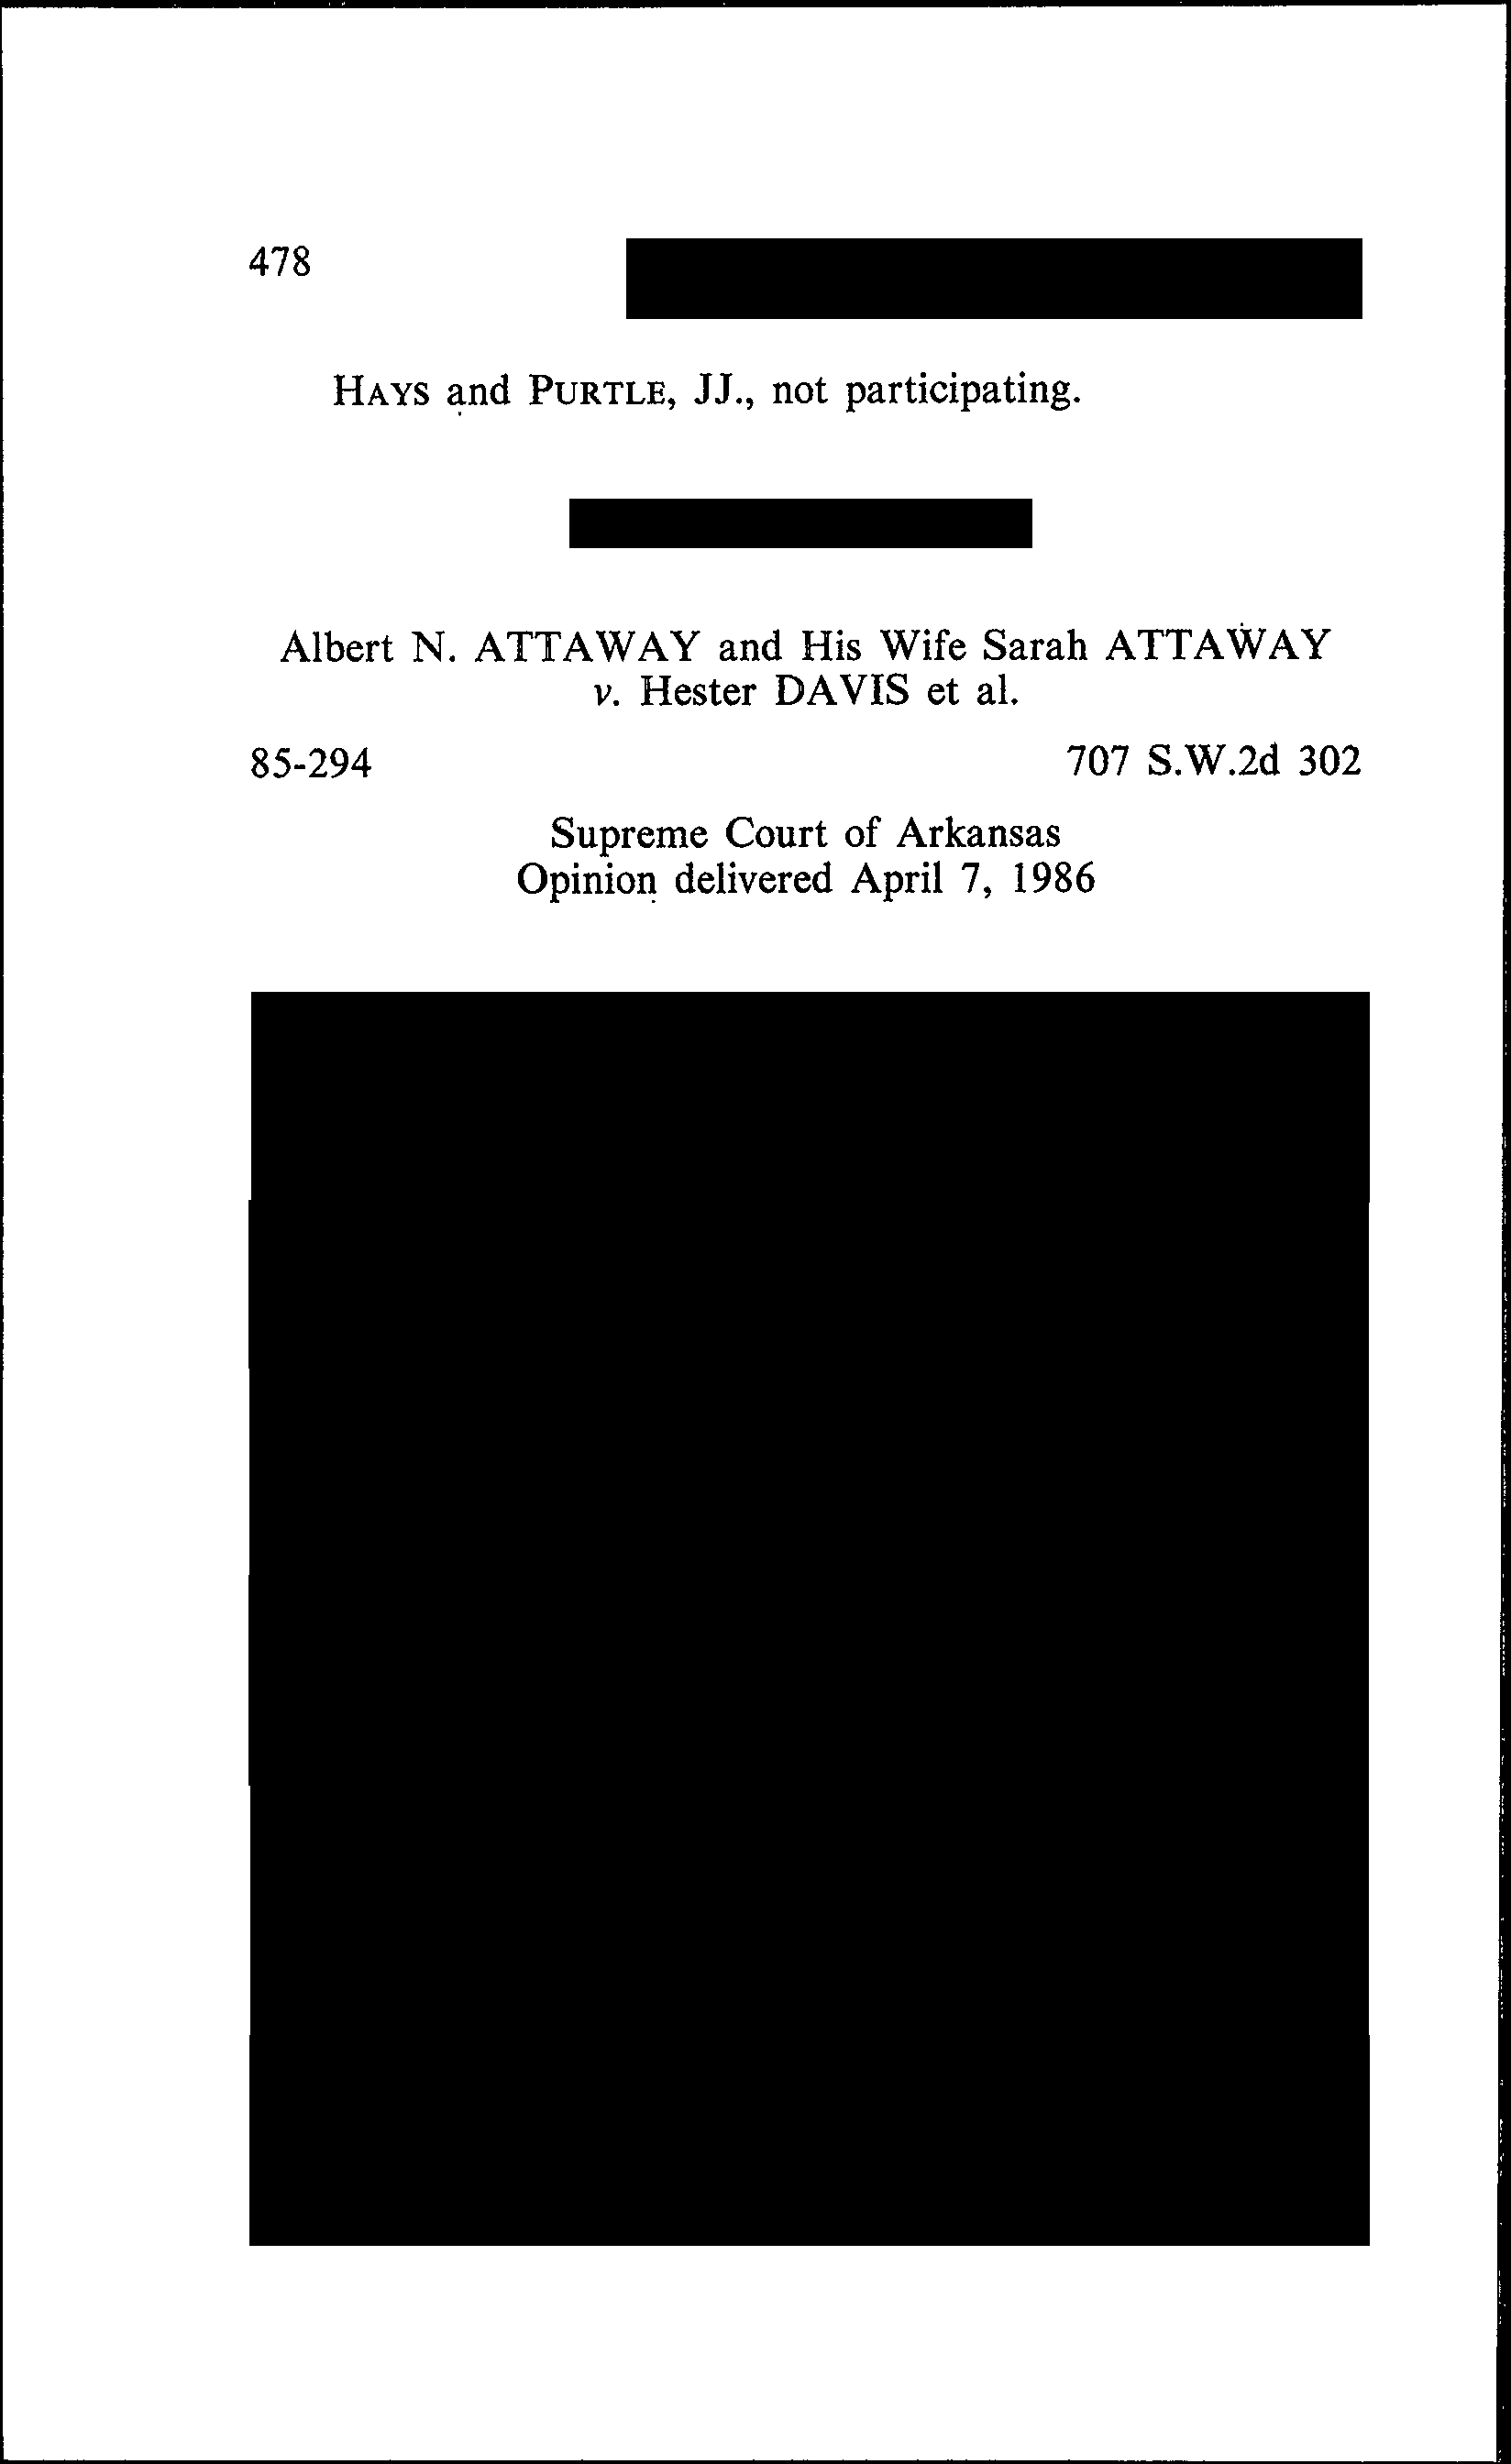 478
HAYS and PURTLE, JJ., not participating.
Albert N. ATTAWAY and His Wife Sarah ATTAWAY
v. Hester DAVIS et al.
85-294 707 S.W.2d 302
Supreme Court of Arkansas
Opinion delivered April 7, 1986